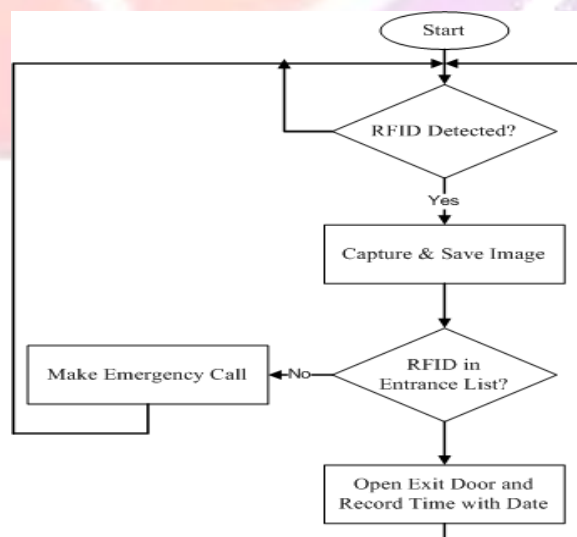 Start
RFID Detected?
Yes
Capture & Save Image
RFID in
Entrance List?
No
Make Emergency Call
Open Exit Door and
Record Time with Date